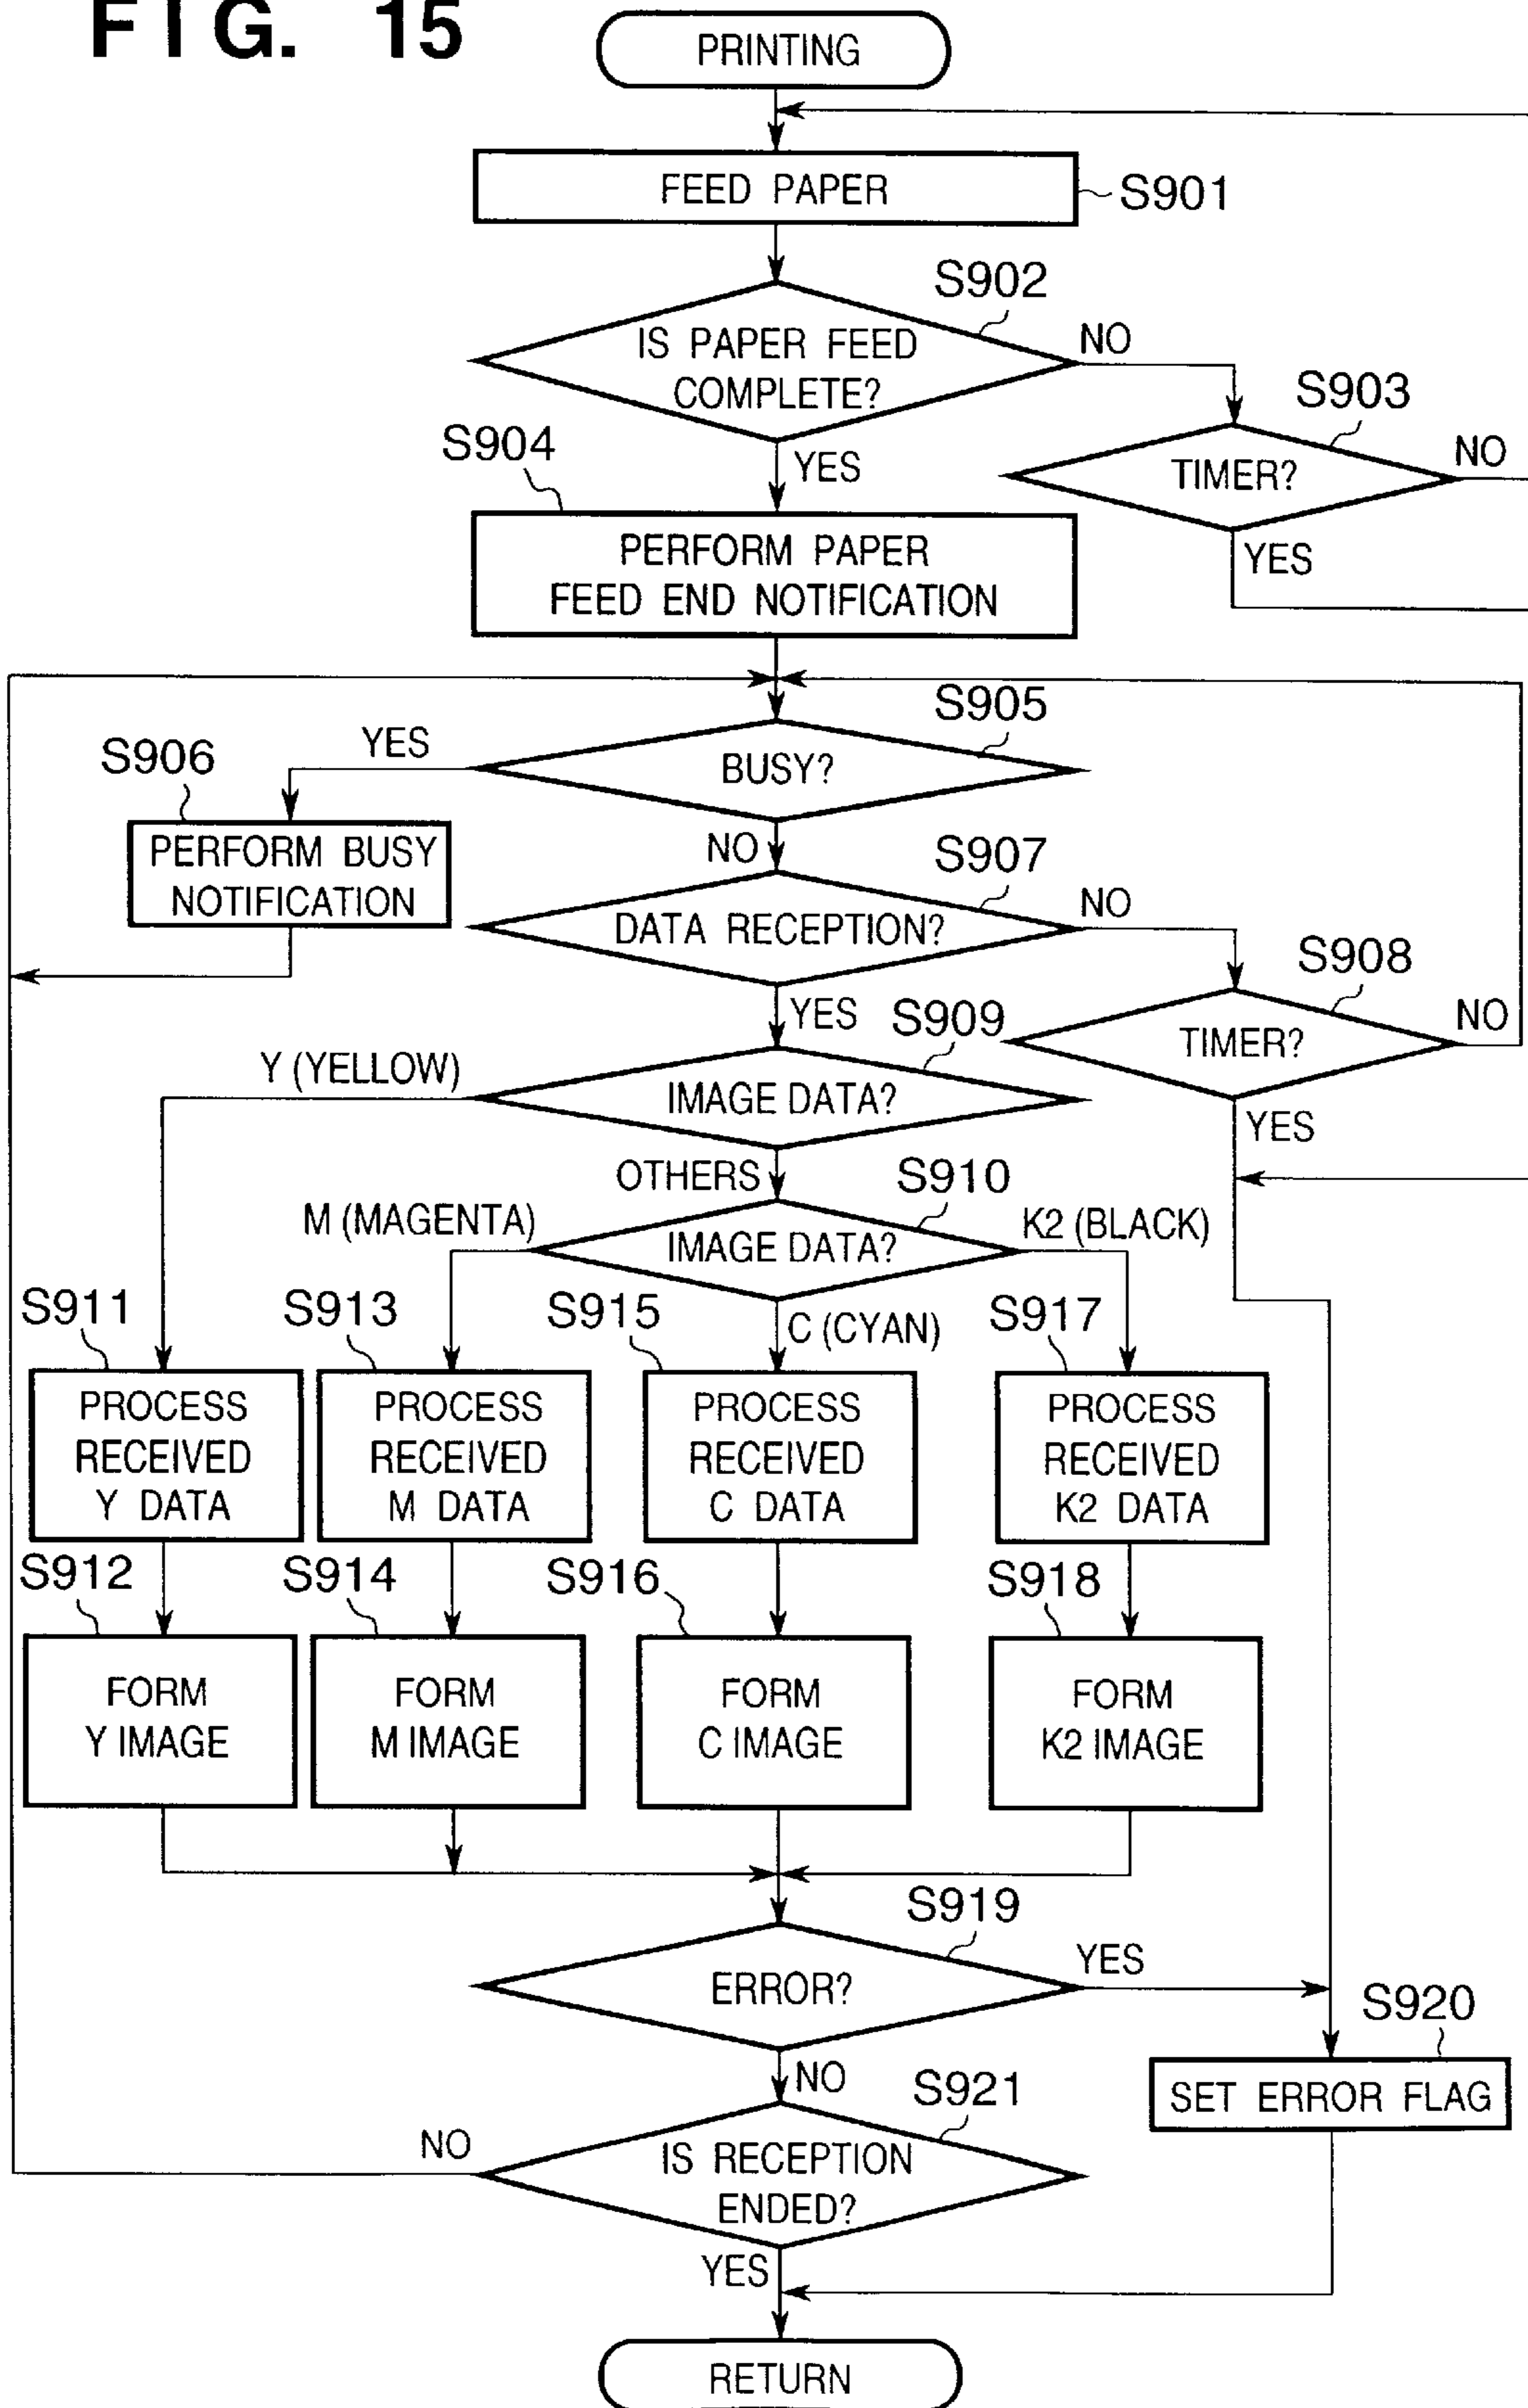 FIG. 15
PRINTING
FEED PAPER
S901
S902
IS PAPER FEED
COMPLETE?
NO
S903
TIMER?
NO
YES
YES
S904
PERFORM PAPER
FEED END NOTIFICATION
S905
BUSY?
YES
S906
PERFORM BUSY
NOTIFICATION
NO
S907
DATA RECEPTION?
NO
S908
TIMER?
NO
YES
YES
S909
IMAGE DATA?
Y (YELLOW)
OTHERS
S910
IMAGE DATA?
M (MAGENTA)
K2 (BLACK)
C (CYAN)
S911
PROCESS
RECEIVED
Y DATA
S913
PROCESS
RECEIVED
M DATA
S915
PROCESS
RECEIVED
C DATA
S917
PROCESS
RECEIVED
K2 DATA
S912
FORM
Y IMAGE
S914
FORM
M IMAGE
S916
FORM
C IMAGE
S918
FORM
K2 IMAGE
S919
ERROR?
YES
S920
SET ERROR FLAG
NO
S921
IS RECEPTION
ENDED?
NO
YES
RETURN